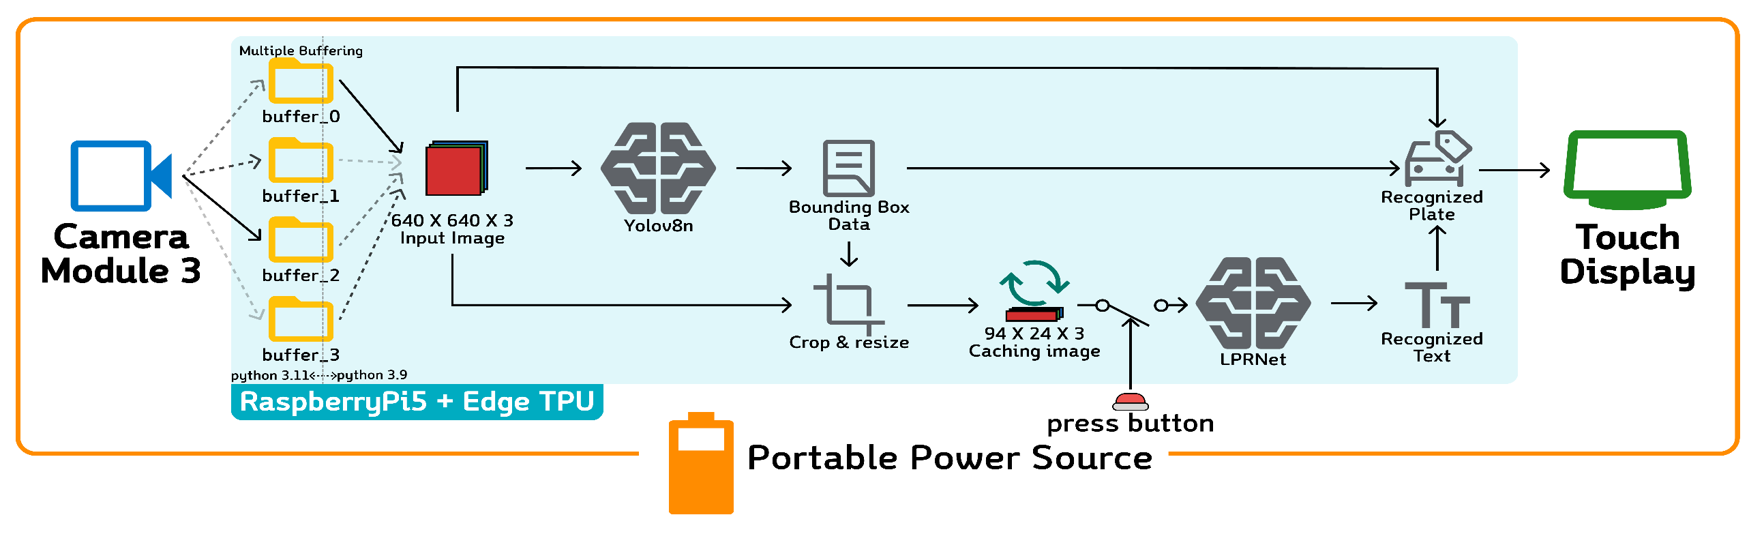 Multiple Buffering
buffer_0
buffer_1
buffer_2
buffer_3
python 3.11
python 3.9
Camera
Module 3
640 X 640 X 3
Input Image
Yolov8n
Bounding Box
Data
Crop & resize
94 X 24 X 3
Caching image
LPRNet
Recognized
Plate
Recognized
Text
Touch
Display
RaspberryPi5 + Edge TPU
press button
Portable Power Source